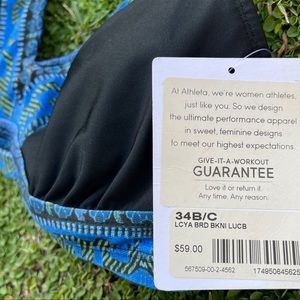 At Athleta, we're women athletes,
just like you. So we design
the ultimate performance apparel
in sweet, feminine designs
to meet our highest expectations
GIVE-IT-A-WORKOUT
GUARANTEE
Love it or return it.
Any time. Any reason.
34B/C
LCYA BRD BKNI LUCB
$59.00
567509-00-2-4562
174950645625